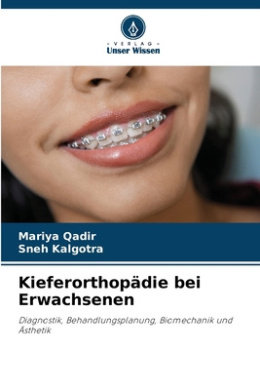 • VERLAG •
Unser Wissen
Mariya Qadir
Sneh Kalgotra
Kieferorthopädie bei
Erwachsenen
Diagnostik, Behandlungsplanung, Biomechanik und
Ästhetik